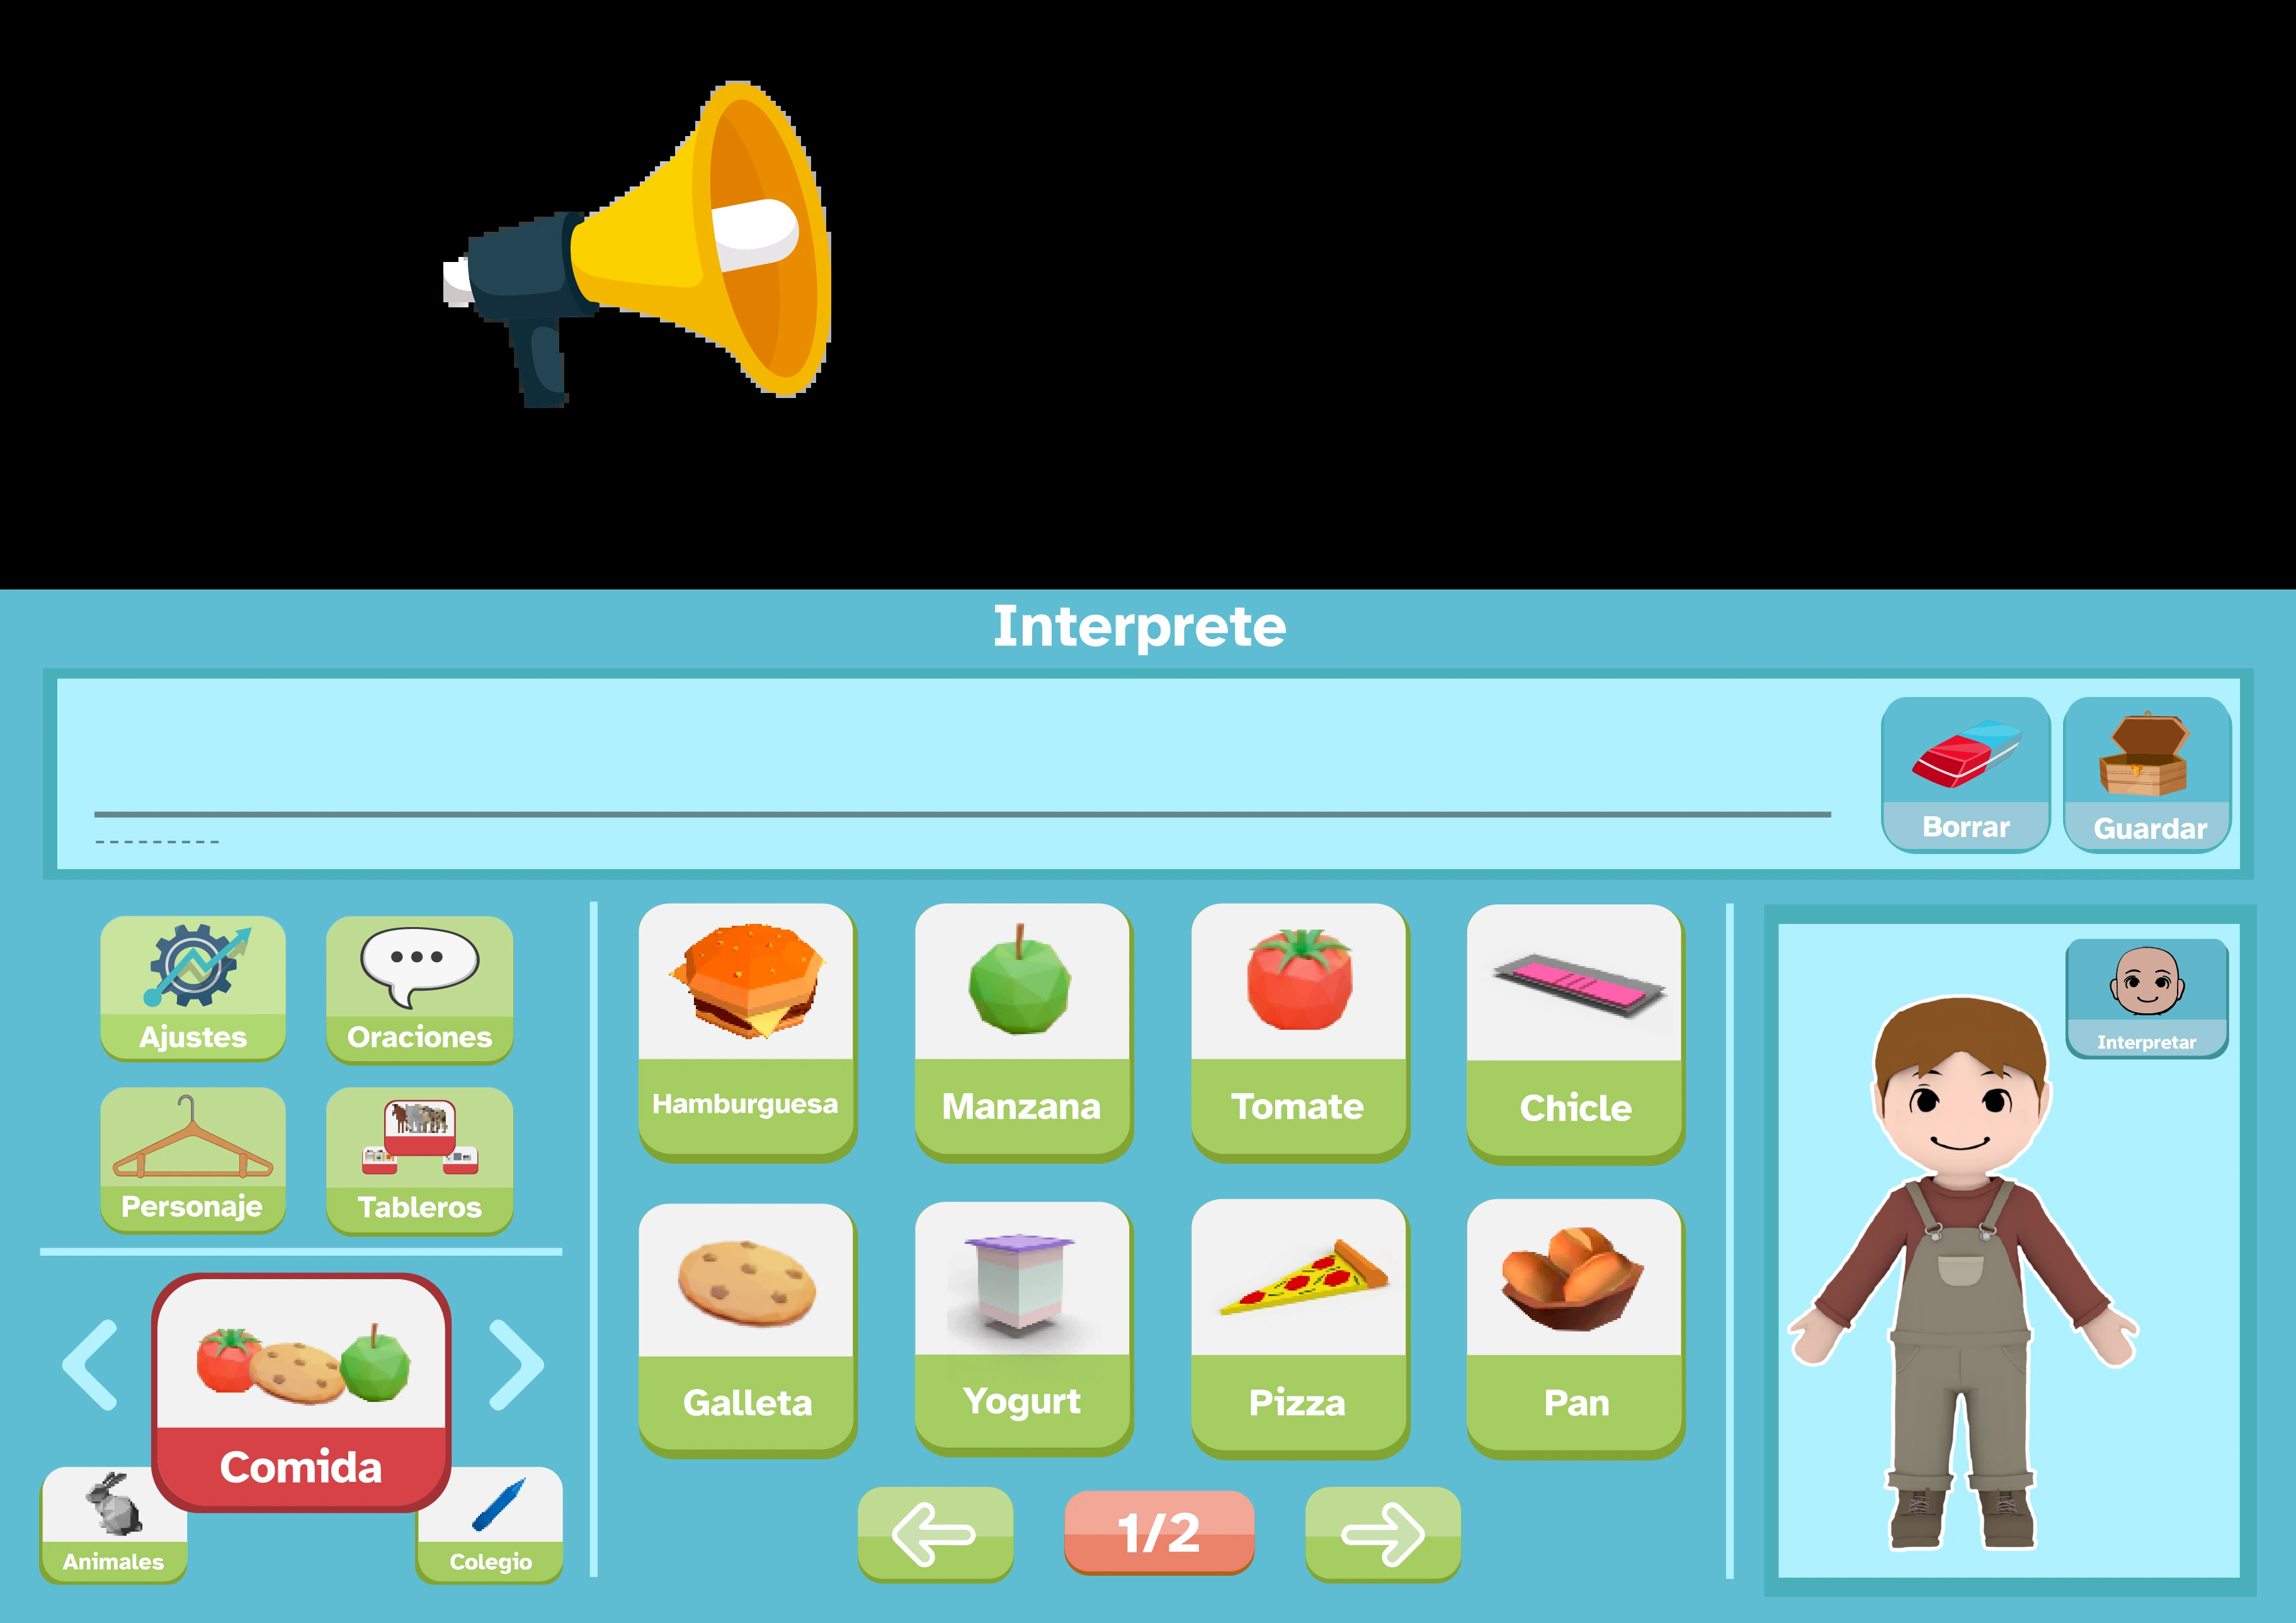 Interprete
Borrar
Guardar
Ajustes
Oraciones
Personaje
Tableros
Comida
Animales
Colegio
Hamburguesa
Manzana
Tomate
Chicle
Galleta
Yogurt
Pizza
Pan
1/2
Interpretar